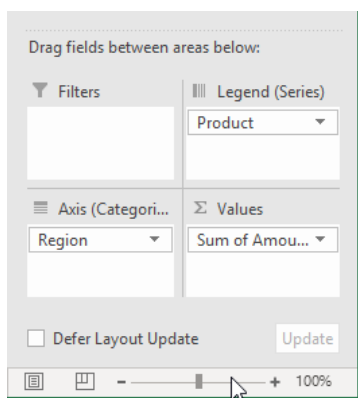 Drag fields between areas below:
Filters
Legend (Series)
Product
Axis (Categori...
Σ Values
Region
Sum of Amou...
Defer Layout Update
Update
- + 100%